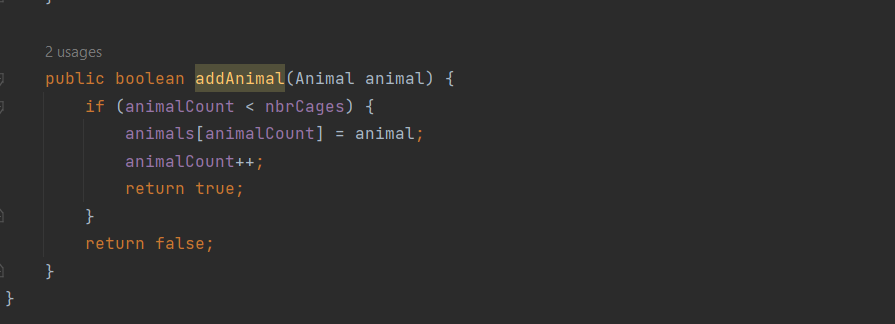 }
2 usages
public boolean addAnimal(Animal animal) {
if (animalCount < nbrCages) {
animals[animalCount] = animal;
animalCount++;
return true;
}
return false;
}
}